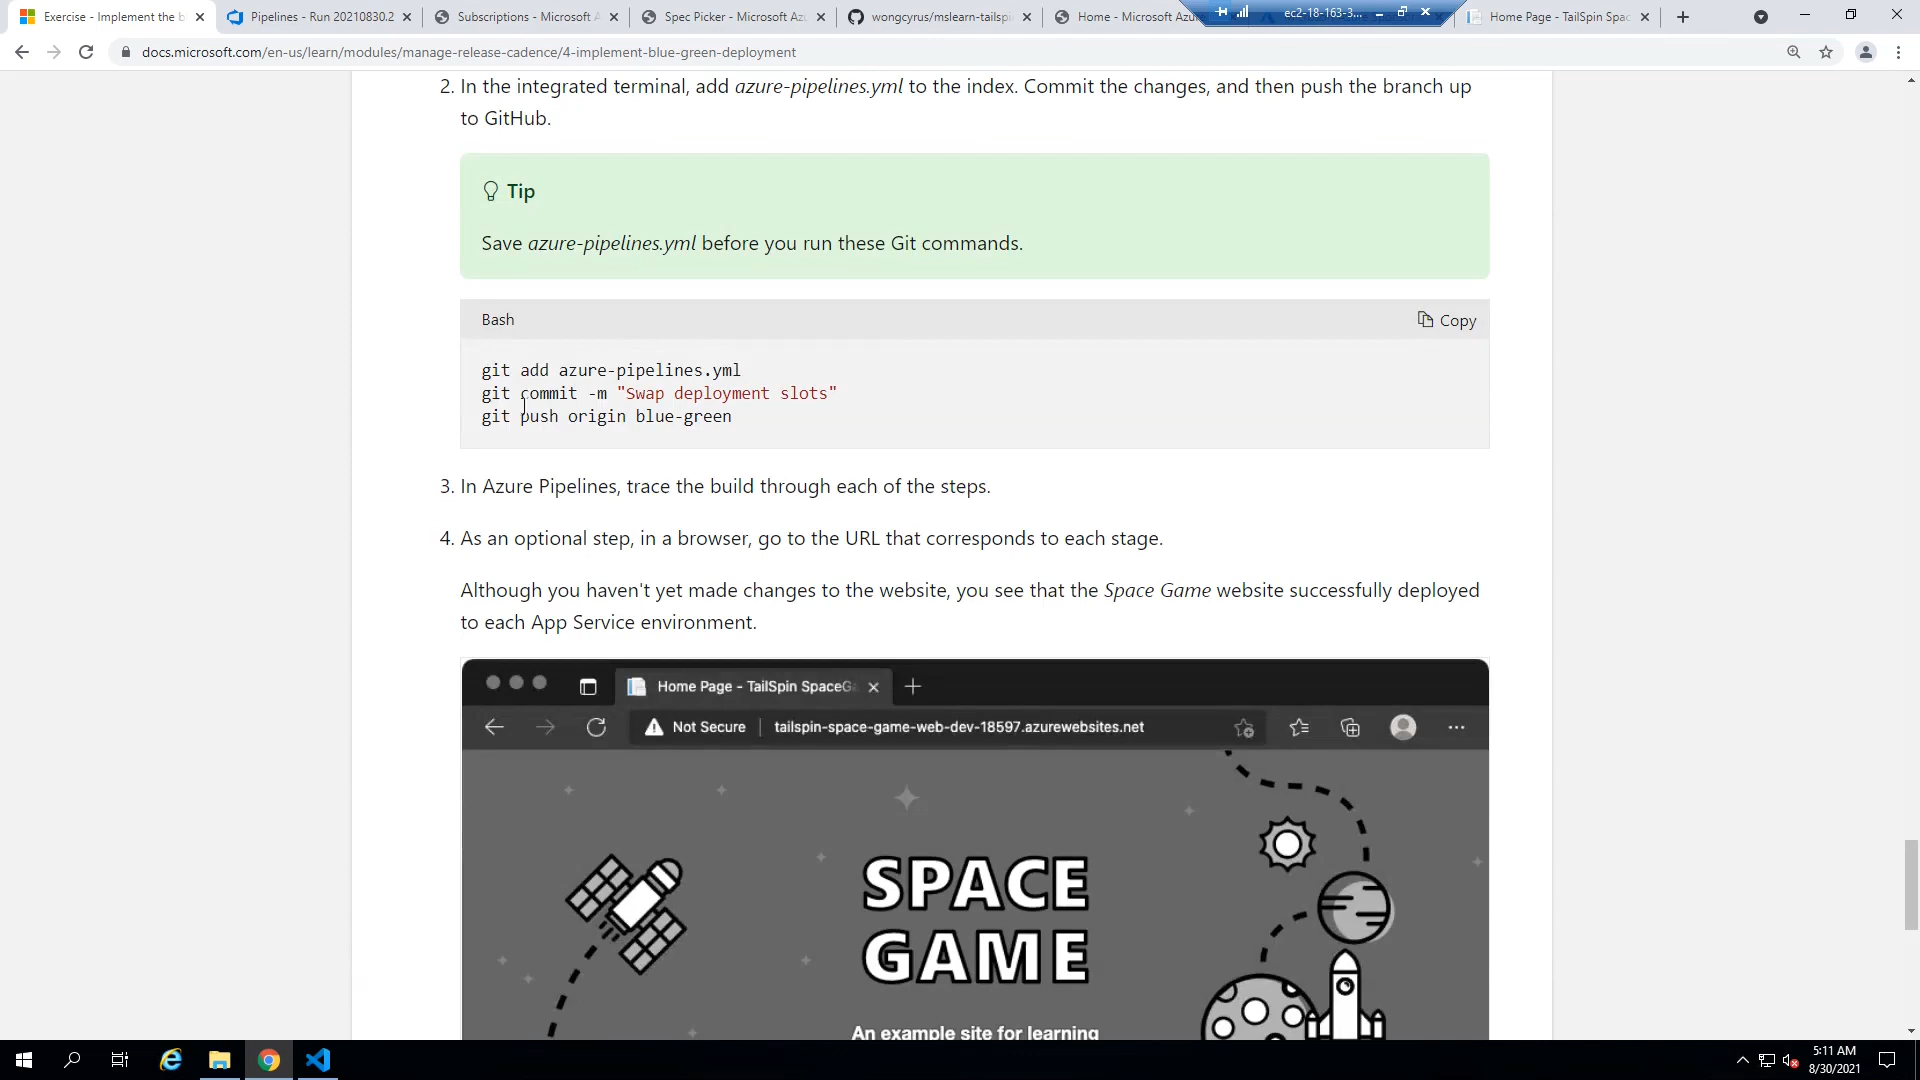 Exercise - Implement the b
Pipelines - Run 20210830.2
Subscriptions - Microsoft A
Spec Picker - Microsoft Azu
wongcyrus/mslearn-tailspi
Home - Microsoft Azu
ec2-18-163-3...
Home Page - TailSpin Spac
docs.microsoft.com/en-us/learn/modules/manage-release-cadence/4-implement-blue-green-deployment
2. In the integrated terminal, add azure-pipelines.yml to the index. Commit the changes, and then push the branch up
to GitHub.
Tip
Save azure-pipelines.yml before you run these Git commands.
Bash
Copy
git add azure-pipelines.yml
git commit -m "Swap deployment slots"
git push origin blue-green
3. In Azure Pipelines, trace the build through each of the steps.
4. As an optional step, in a browser, go to the URL that corresponds to each stage.
Although you haven't yet made changes to the website, you see that the Space Game website successfully deployed
to each App Service environment.
Home Page - TailSpin SpaceGa
Not Secure
tailspin-space-game-web-dev-18597.azurewebsites.net
SPACE
GAME
An example site for learning
5:11 AM
8/30/2021